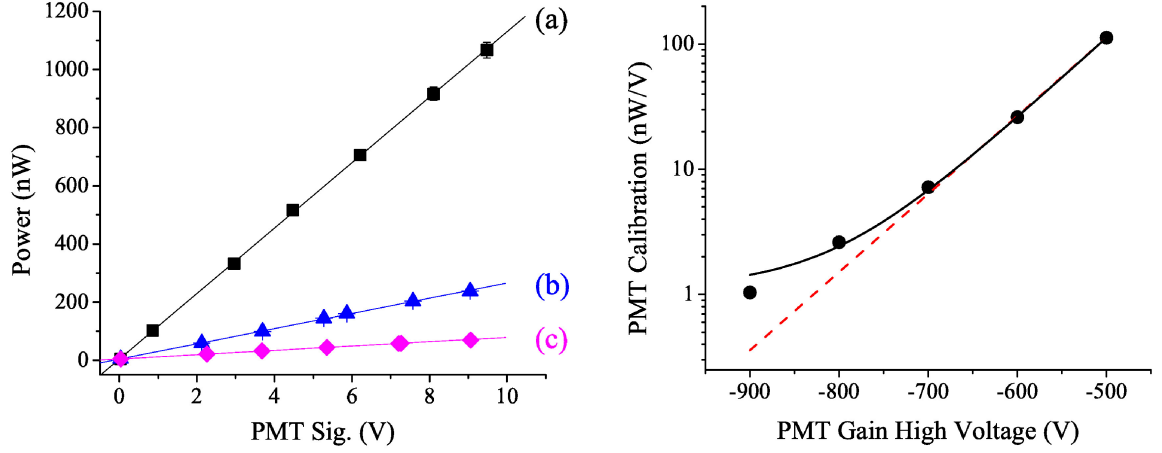 1200
1000
800
600
400
200
0
Power (nW)
0 2 4 6 8 10
PMT Sig. (V)
(a)
(b)
(c)
100
10
1
PMT Calibration (nW/V)
-900 -800 -700 -600 -500
PMT Gain High Voltage (V)